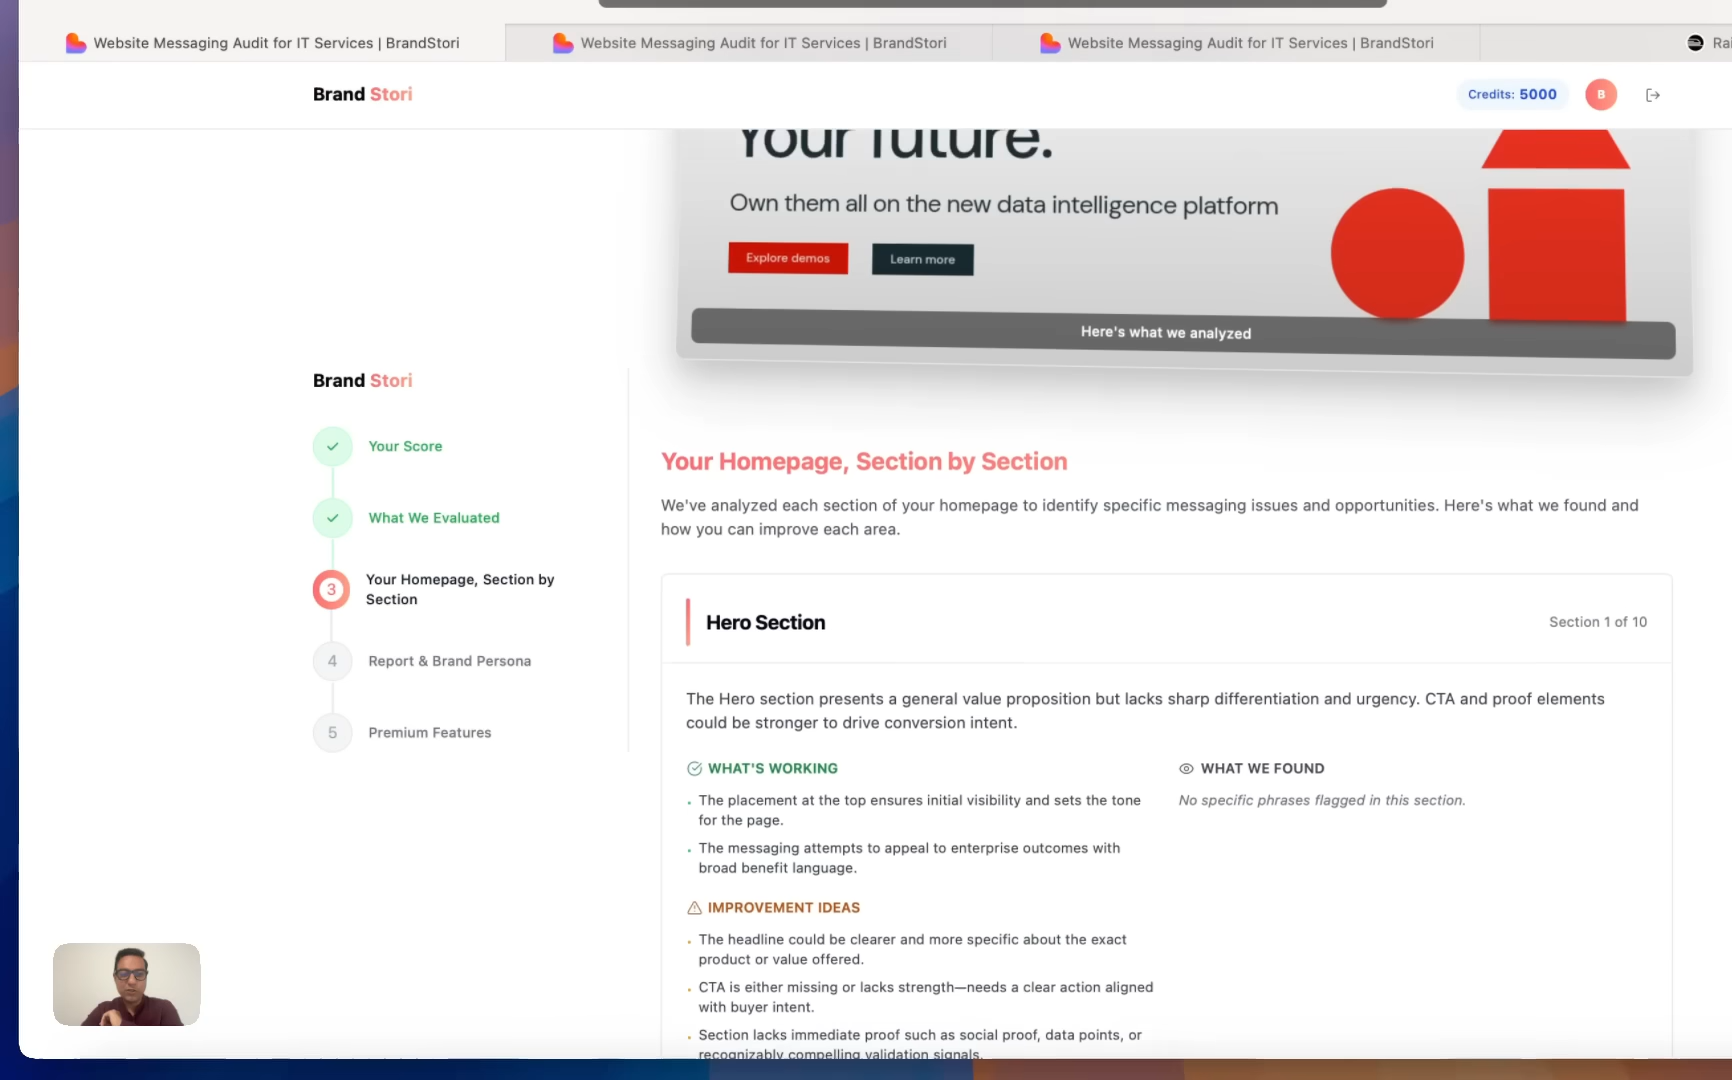 Website Messaging Audit for IT Services | BrandStori
Website Messaging Audit for IT Services | BrandStori
Website Messaging Audit for IT Services | BrandStori
Brand Stori
Credits: 5000
B
Your future.
Own them all on the new data intelligence platform
Explore demos
Learn more
Here's what we analyzed
Brand Stori
Your Score
What We Evaluated
3
Your Homepage, Section by
Section
4
Report & Brand Persona
5
Premium Features
Your Homepage, Section by Section
We've analyzed each section of your homepage to identify specific messaging issues and opportunities. Here's what we found and
how you can improve each area.
Hero Section
Section 1 of 10
The Hero section presents a general value proposition but lacks sharp differentiation and urgency. CTA and proof elements
could be stronger to drive conversion intent.
WHAT'S WORKING
The placement at the top ensures initial visibility and sets the tone
for the page.
The messaging attempts to appeal to enterprise outcomes with
broad benefit language.
IMPROVEMENT IDEAS
The headline could be clearer and more specific about the exact
product or value offered.
CTA is either missing or lacks strength—needs a clear action aligned
with buyer intent.
Section lacks immediate proof such as social proof, data points, or
recognizably compelling validation signals.
WHAT WE FOUND
No specific phrases flagged in this section.